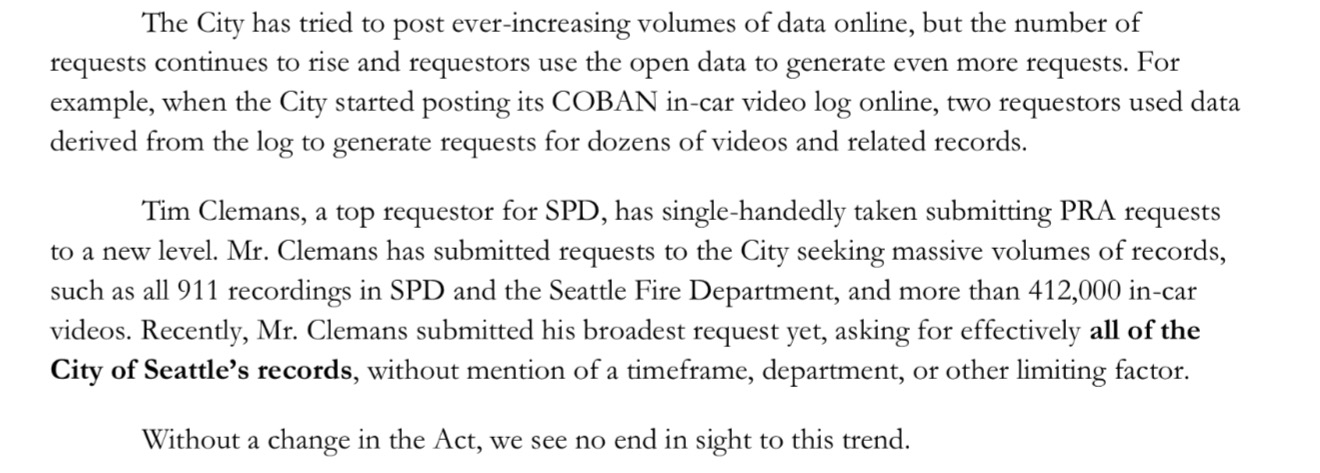 The City has tried to post ever-increasing volumes of data online, but the number of
requests continues to rise and requestors use the open data to generate even more requests. For
example, when the City started posting its COBAN in-car video log online, two requestors used data
derived from the log to generate requests for dozens of videos and related records.
Tim Clemans, a top requestor for SPD, has single-handedly taken submitting PRA requests
to a new level. Mr. Clemans has submitted requests to the City seeking massive volumes of records,
such as all 911 recordings in SPD and the Seattle Fire Department, and more than 412,000 in-car
videos. Recently, Mr. Clemans submitted his broadest request yet, asking for effectively all of the
City of Seattle’s records, without mention of a timeframe, department, or other limiting factor.
Without a change in the Act, we see no end in sight to this trend.